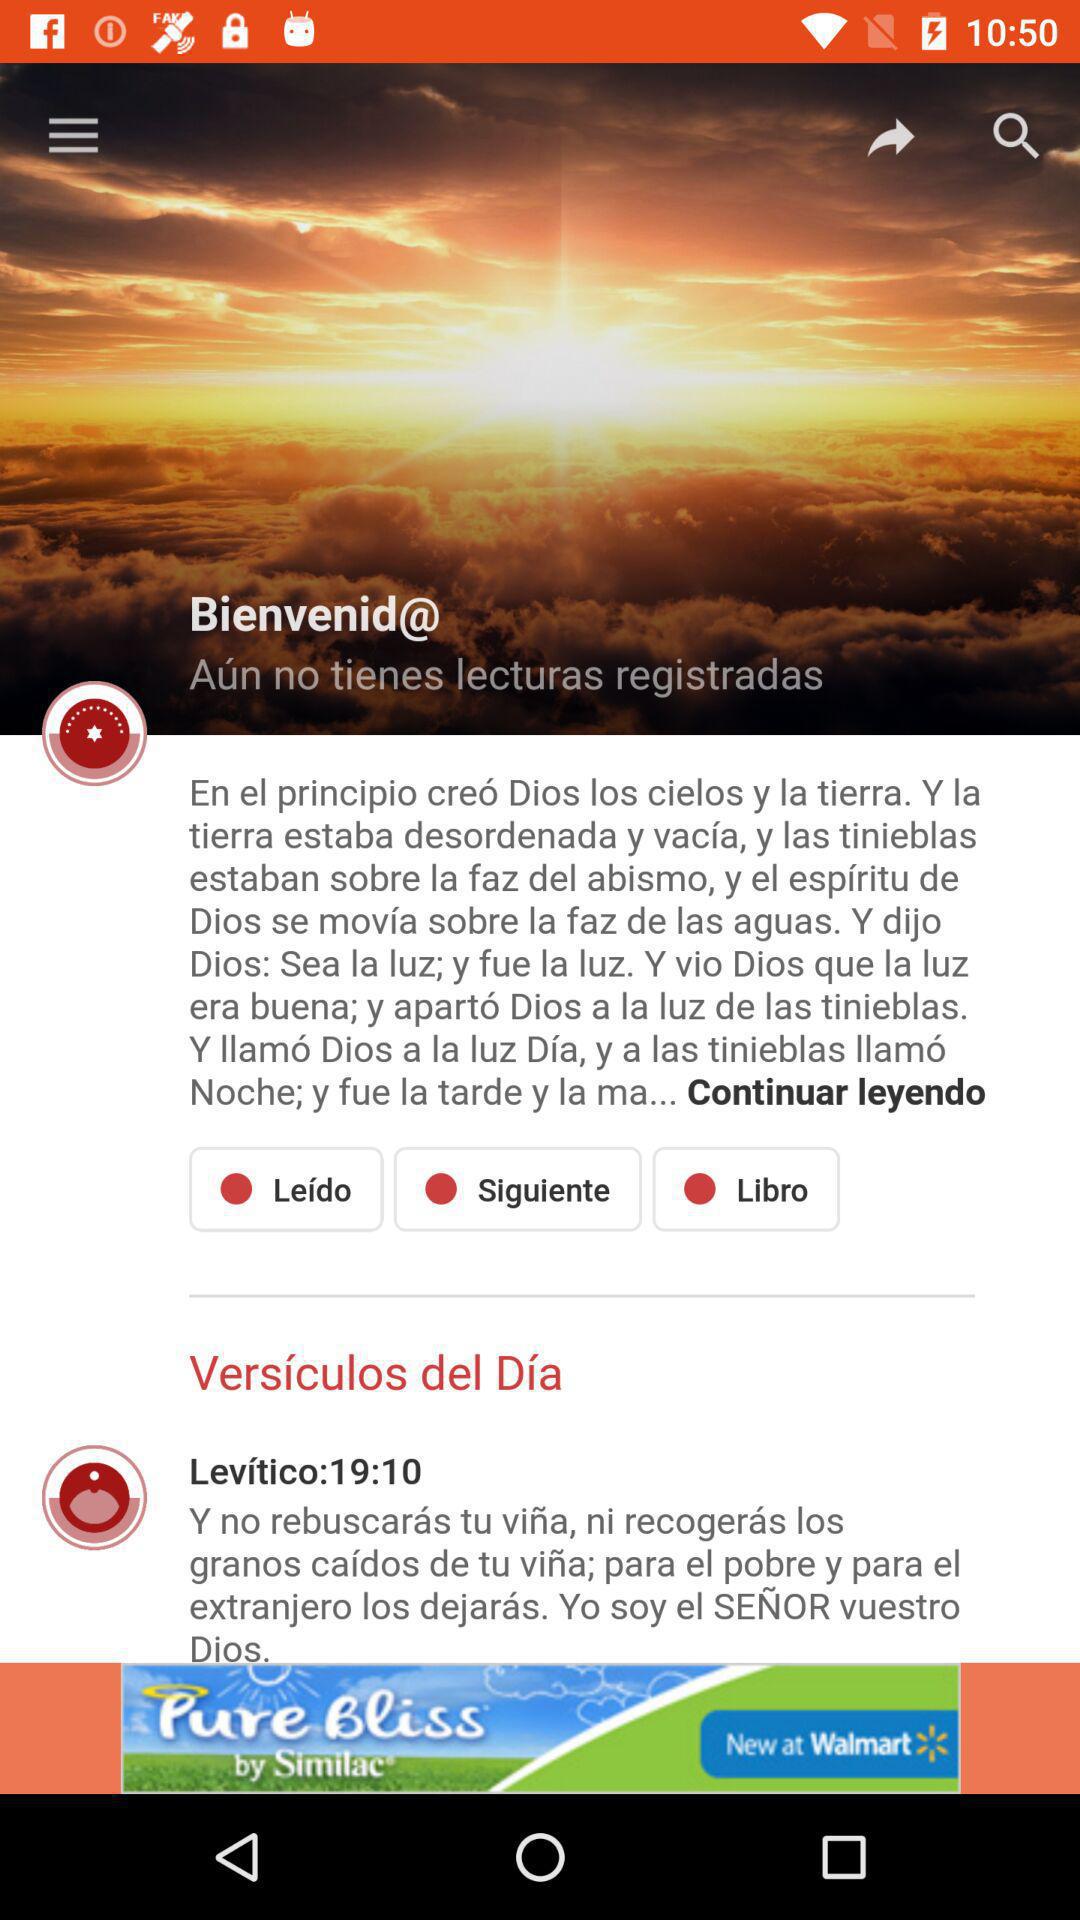 FAKE
10:50
Bienvenid@
Aún no tienes lecturas registradas
En el principio creó Dios los cielos y la tierra. Y la
tierra estaba desordenada y vacía, y las tinieblas
estaban sobre la faz del abismo, y el espíritu de
Dios se movía sobre la faz de las aguas. Y dijo
Dios: Sea la luz; y fue la luz. Y vio Dios que la luz
era buena; y apartó Dios a la luz de las tinieblas.
Y llamó Dios a la luz Día, y a las tinieblas llamó
Noche; y fue la tarde y la ma... Continuar leyendo
Leído Siguiente Libro
Versículos del Día
Levítico:19:10
Y no rebuscarás tu viña, ni recogerás los
granos caídos de tu viña; para el pobre y para el
extranjero los dejarás. Yo soy el SEÑOR vuestro
Dios.
Pure Bliss
by Similac®
New at Walmart